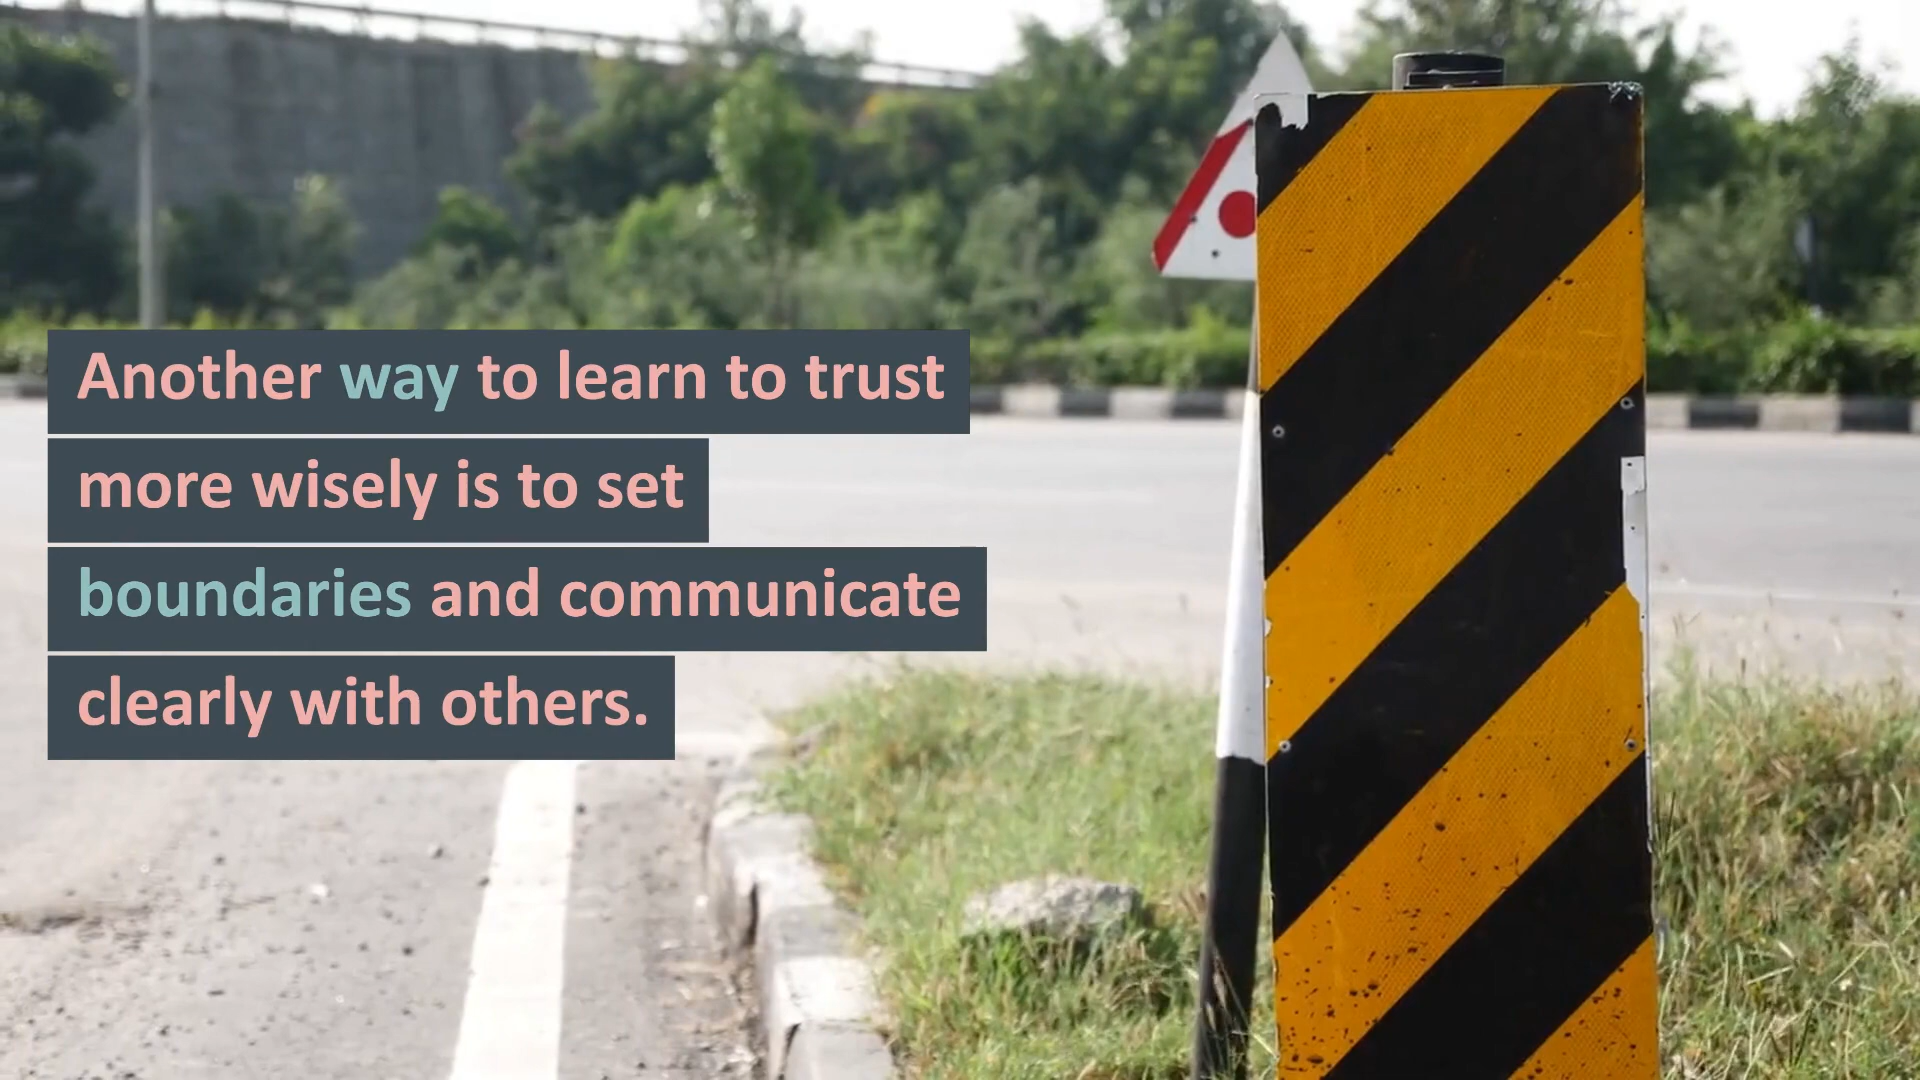 Another way to learn to trust
more wisely is to set
boundaries and communicate
clearly with others.